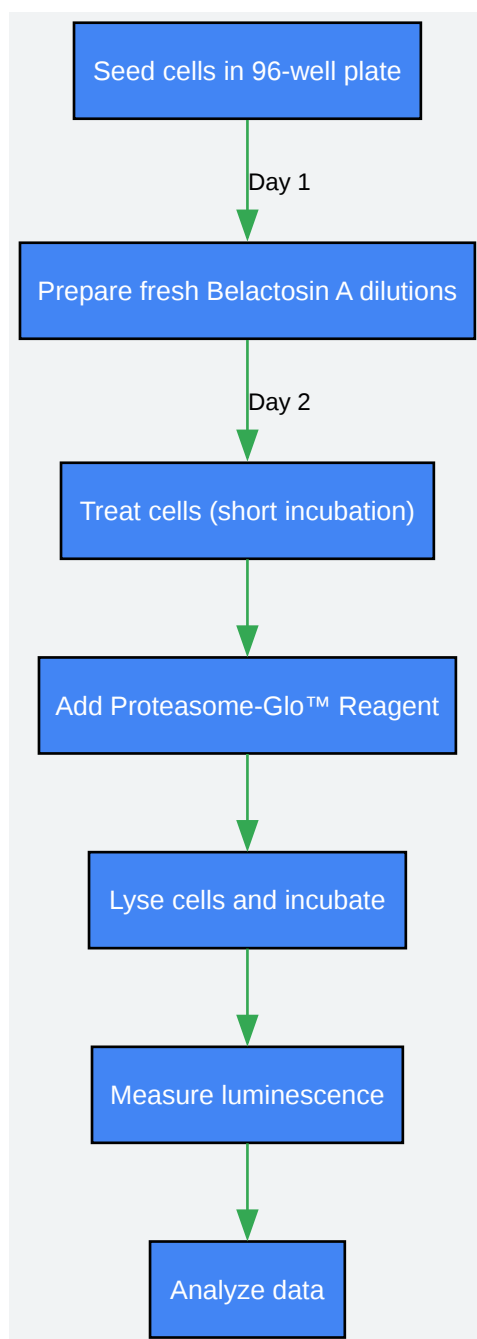 Seed cells in 96-well plate
Day 1
Prepare fresh Belactosin A dilutions
Day 2
Treat cells (short incubation)
Add Proteasome-Glo™ Reagent
Lyse cells and incubate
Measure luminescence
Analyze data